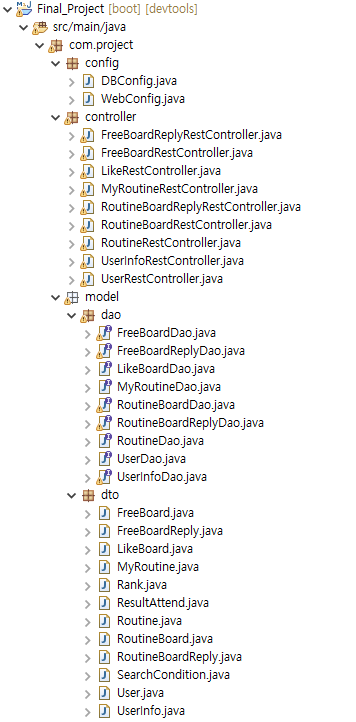 Final_Project [boot] [devtools]
src/main/java
com.project
config
DBConfig.java
WebConfig.java
controller
FreeBoardReplyRestController.java
FreeBoardRestController.java
LikeRestController.java
MyRoutineRestController.java
RoutineBoardReplyRestController.java
RoutineBoardRestController.java
RoutineRestController.java
UserInfoRestController.java
UserRestController.java
model
dao
FreeBoardDao.java
FreeBoardReplyDao.java
LikeBoardDao.java
MyRoutineDao.java
RoutineBoardDao.java
RoutineBoardReplyDao.java
RoutineDao.java
UserDao.java
UserInfoDao.java
dto
FreeBoard.java
FreeBoardReply.java
LikeBoard.java
MyRoutine.java
Rank.java
ResultAttend.java
Routine.java
RoutineBoard.java
RoutineBoardReply.java
SearchCondition.java
User.java
UserInfo.java